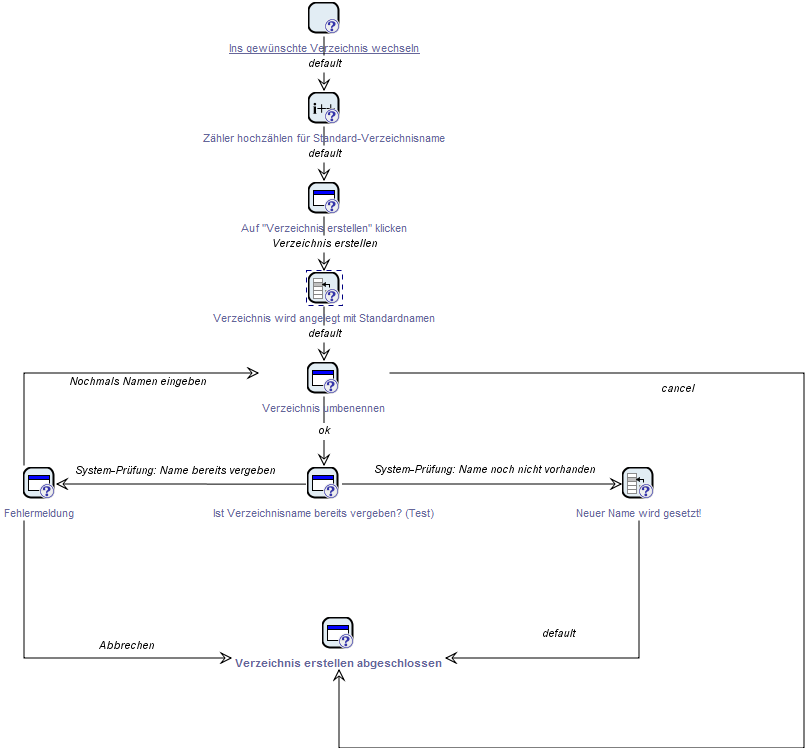 Ins gewünschte Verzeichnis wechseln
default
i++
Zähler hochzählen für Standard-Verzeichnisname
default
Auf "Verzeichnis erstellen" klicken
Verzeichnis erstellen
Verzeichnis wird angelegt mit Standardnamen
default
Nochmals Namen eingeben
cancel
Verzeichnis umbenennen
ok
System-Prüfung: Name bereits vergeben
System-Prüfung: Name noch nicht vorhanden
Fehlermeldung
Ist Verzeichnisname bereits vergeben? (Test)
Neuer Name wird gesetzt!
Abbrechen
default
Verzeichnis erstellen abgeschlossen